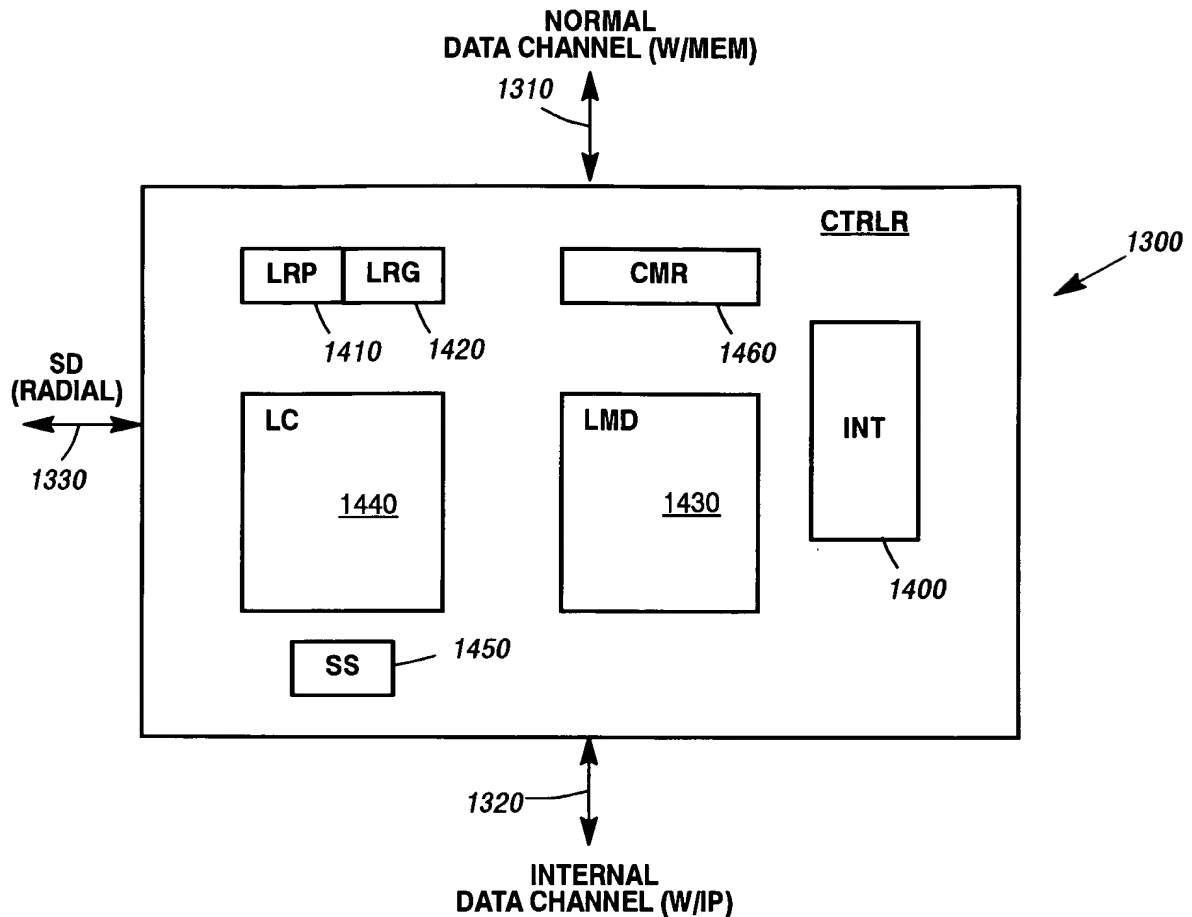 NORMAL
DATA CHANNEL (W/MEM)
1310
CTRLR
1300
LRP
LRG
CMR
1410
1420
1460
SD
(RADIAL)
1330
LC
LMD
INT
1440
1430
1400
SS
1450
1320
INTERNAL
DATA CHANNEL (W/IP)